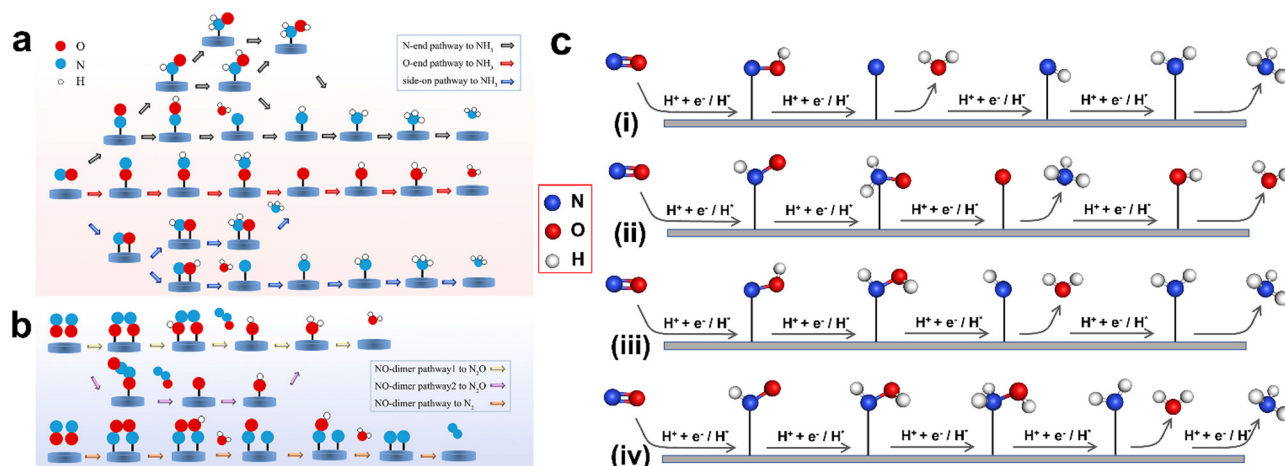 a
O
N
H
N-end pathway to NH3
O-end pathway to NH3
side-on pathway to NH3
b
NO-dimer pathway1 to N2O
NO-dimer pathway2 to N2O
NO-dimer pathway to N2
c
H+ + e- / H* H+ + e- / H* H+ + e- / H* H+ + e- / H*
(i)
H+ + e- / H* H+ + e- / H* H+ + e- / H* H+ + e- / H*
(ii)
N
O
H
H+ + e- / H* H+ + e- / H* H+ + e- / H* H+ + e- / H*
(iii)
H+ + e- / H* H+ + e- / H* H+ + e- / H* H+ + e- / H* H+ + e- / H*
(iv)